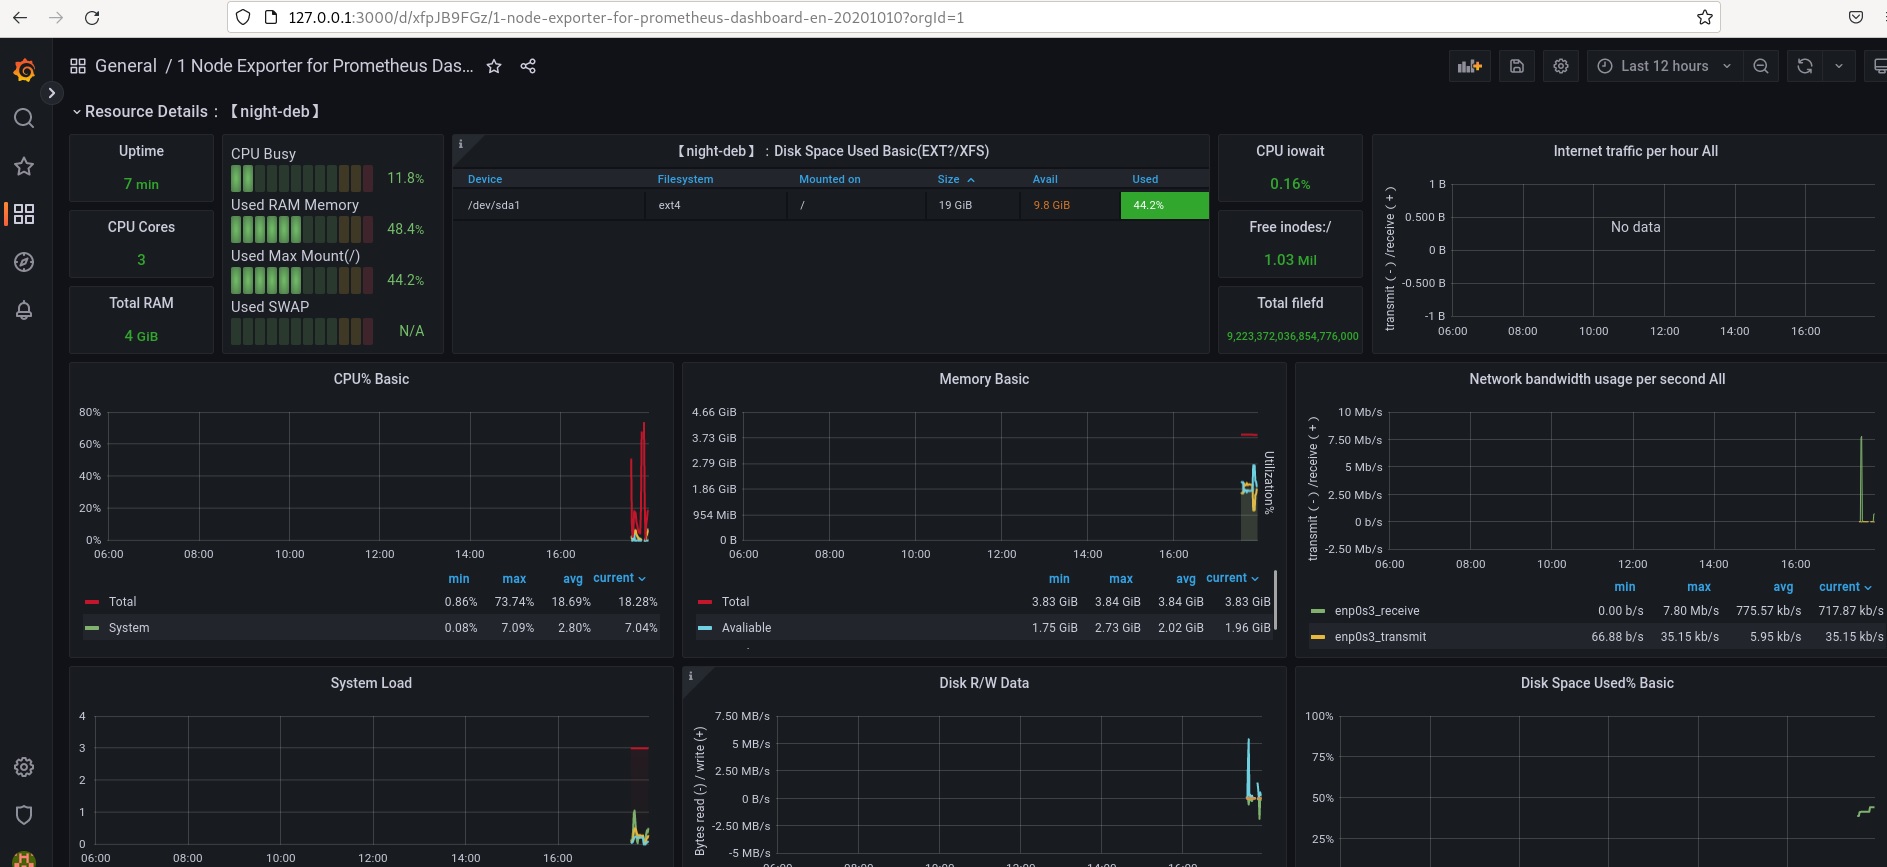 127.0.0.1:3000/d/xfpJB9FGz/1-node-exporter-for-prometheus-dashboard-en-20201010?orgId=1
General / 1 Node Exporter for Prometheus Das...
Last 12 hours
Resource Details：【night-deb】
Uptime
7 min
CPU Cores
3
Total RAM
4 GiB
CPU Busy
11.8%
Used RAM Memory
48.4%
Used Max Mount(/)
44.2%
Used SWAP
N/A
i
【night-deb】：Disk Space Used Basic(EXT?/XFS)
Device Filesystem Mounted on Size Avail Used
/dev/sda1 ext4 / 19 GiB 9.8 GiB 44.2%
CPU iowait
0.16%
Free inodes:/
1.03 Mil
Total filefd
9,223,372,036,854,776,000
Internet traffic per hour All
transmit（-）/receive（+）
1 B
0.500 B
0 B
-0.500 B
-1 B
No data
06:00 08:00 10:00 12:00 14:00 16:00
CPU% Basic
80%
60%
40%
20%
0%
06:00 08:00 10:00 12:00 14:00 16:00
min max avg current
Total 0.86% 73.74% 18.69% 18.28%
System 0.08% 7.09% 2.80% 7.04%
Memory Basic
4.66 GiB
3.73 GiB
2.79 GiB
1.86 GiB
954 MiB
0 B
Utilization%
06:00 08:00 10:00 12:00 14:00 16:00
min max avg current
Total 3.83 GiB 3.84 GiB 3.84 GiB 3.83 GiB
Avaliable 1.75 GiB 2.73 GiB 2.02 GiB 1.96 GiB
Network bandwidth usage per second All
transmit（-）/receive（+）
10 Mb/s
7.50 Mb/s
5 Mb/s
2.50 Mb/s
0 b/s
-2.50 Mb/s
06:00 08:00 10:00 12:00 14:00 16:00
min max avg current
enp0s3_receive 0.00 b/s 7.80 Mb/s 775.57 kb/s 717.87 kb/s
enp0s3_transmit 66.88 b/s 35.15 kb/s 5.95 kb/s 35.15 kb/s
System Load
4
3
2
1
0
06:00 08:00 10:00 12:00 14:00 16:00
i
Disk R/W Data
Bytes read (-) / write (+)
7.50 MB/s
5 MB/s
2.50 MB/s
0 B/s
-2.50 MB/s
-5 MB/s
06:00 08:00 10:00 12:00 14:00 16:00
Disk Space Used% Basic
100%
75%
50%
25%